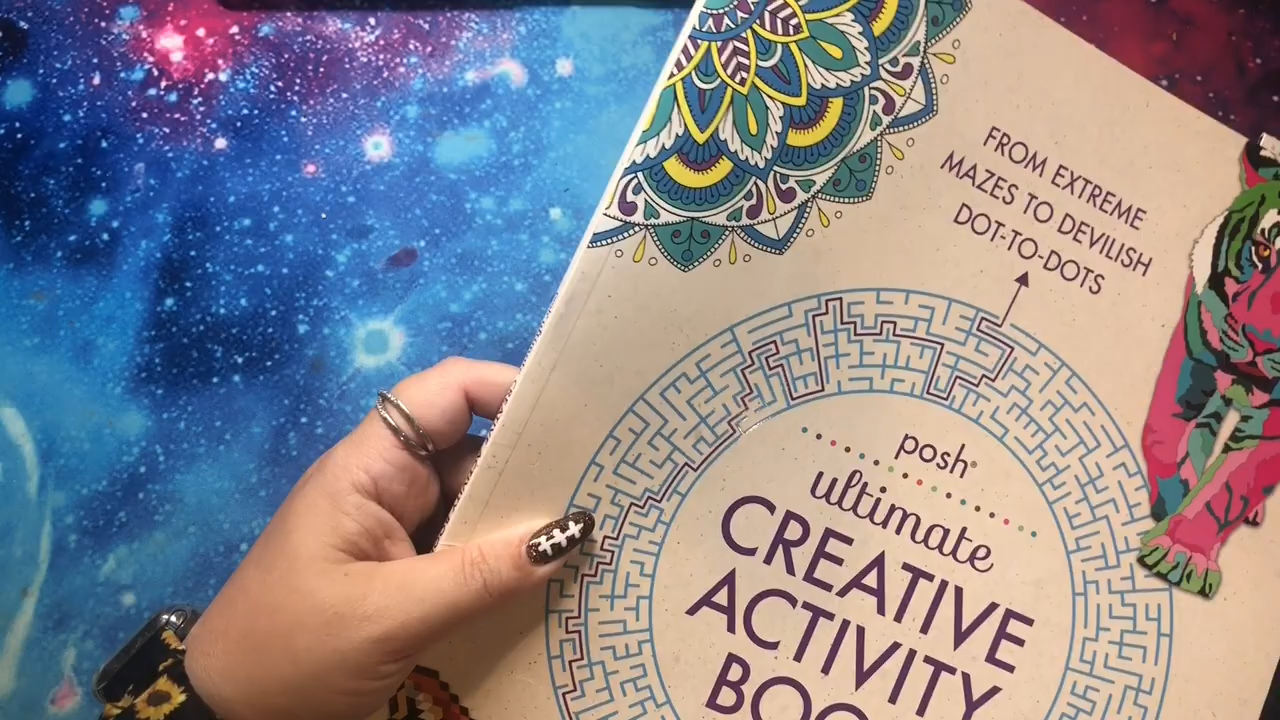 FROM EXTREME
MAZES TO DEVILISH
DOT-TO-DOTS
posh®
ultimate
CREATIVE
ACTIVITY